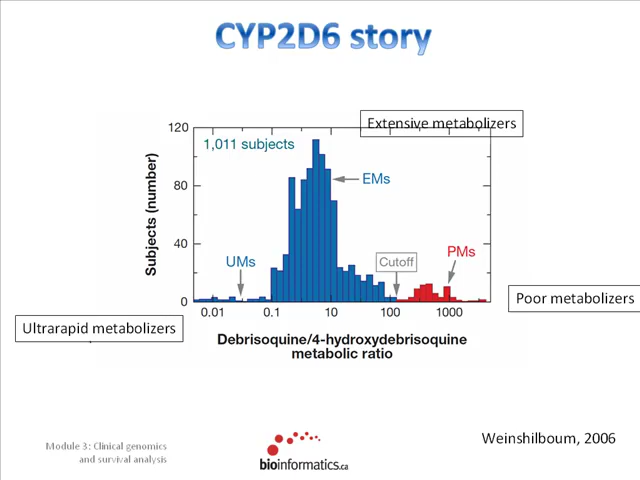 CYP2D6 story
Extensive metabolizers
120
1,011 subjects
80
40
0
Subjects (number)
EMs
UMs
Cutoff
PMs
0.01
0.1
10
100
1000
Poor metabolizers
Ultrarapid metabolizers
Debrisoquine/4-hydroxydebrisoquine
metabolic ratio
Module 3: Clinical genomics
and survival analysis
bioinformatics.ca
Weinshilboum, 2006